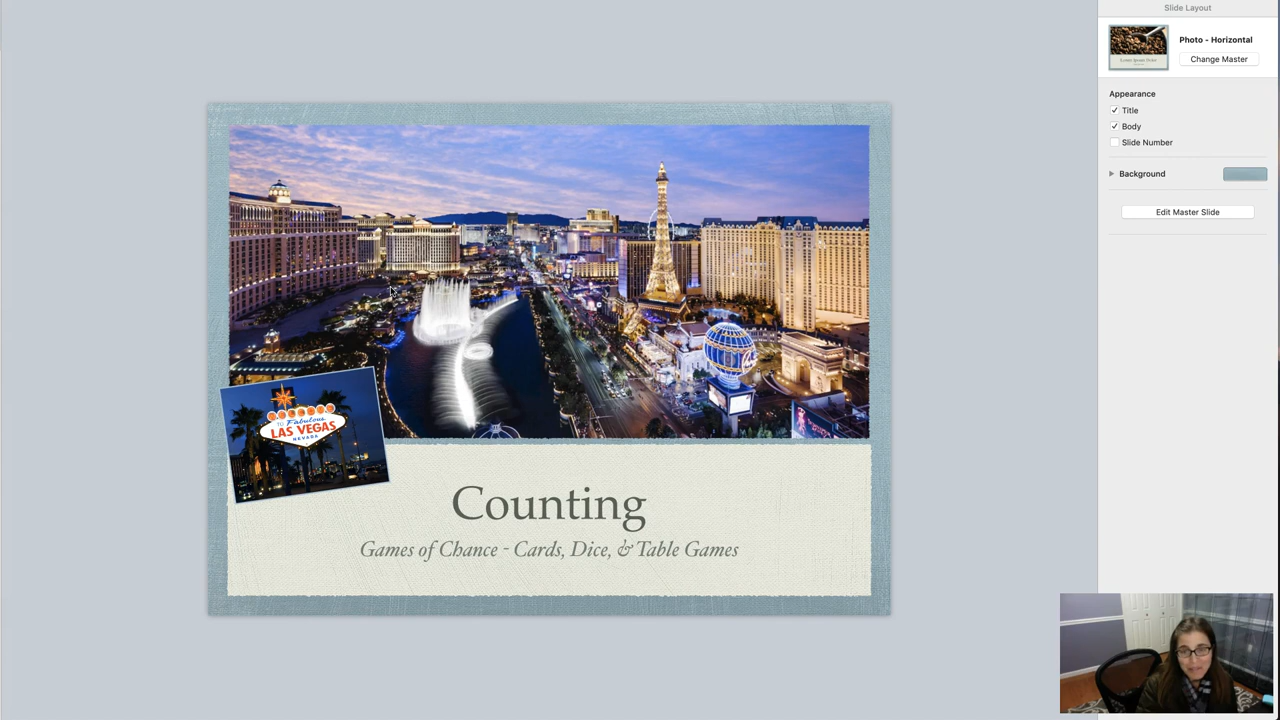 Slide Layout
Photo - Horizontal
Change Master
Appearance
Title
Body
Slide Number
Background
Edit Master Slide
WELCOME
TO Fabulous
LAS VEGAS
NEVADA
Counting
Games of Chance - Cards, Dice, & Table Games